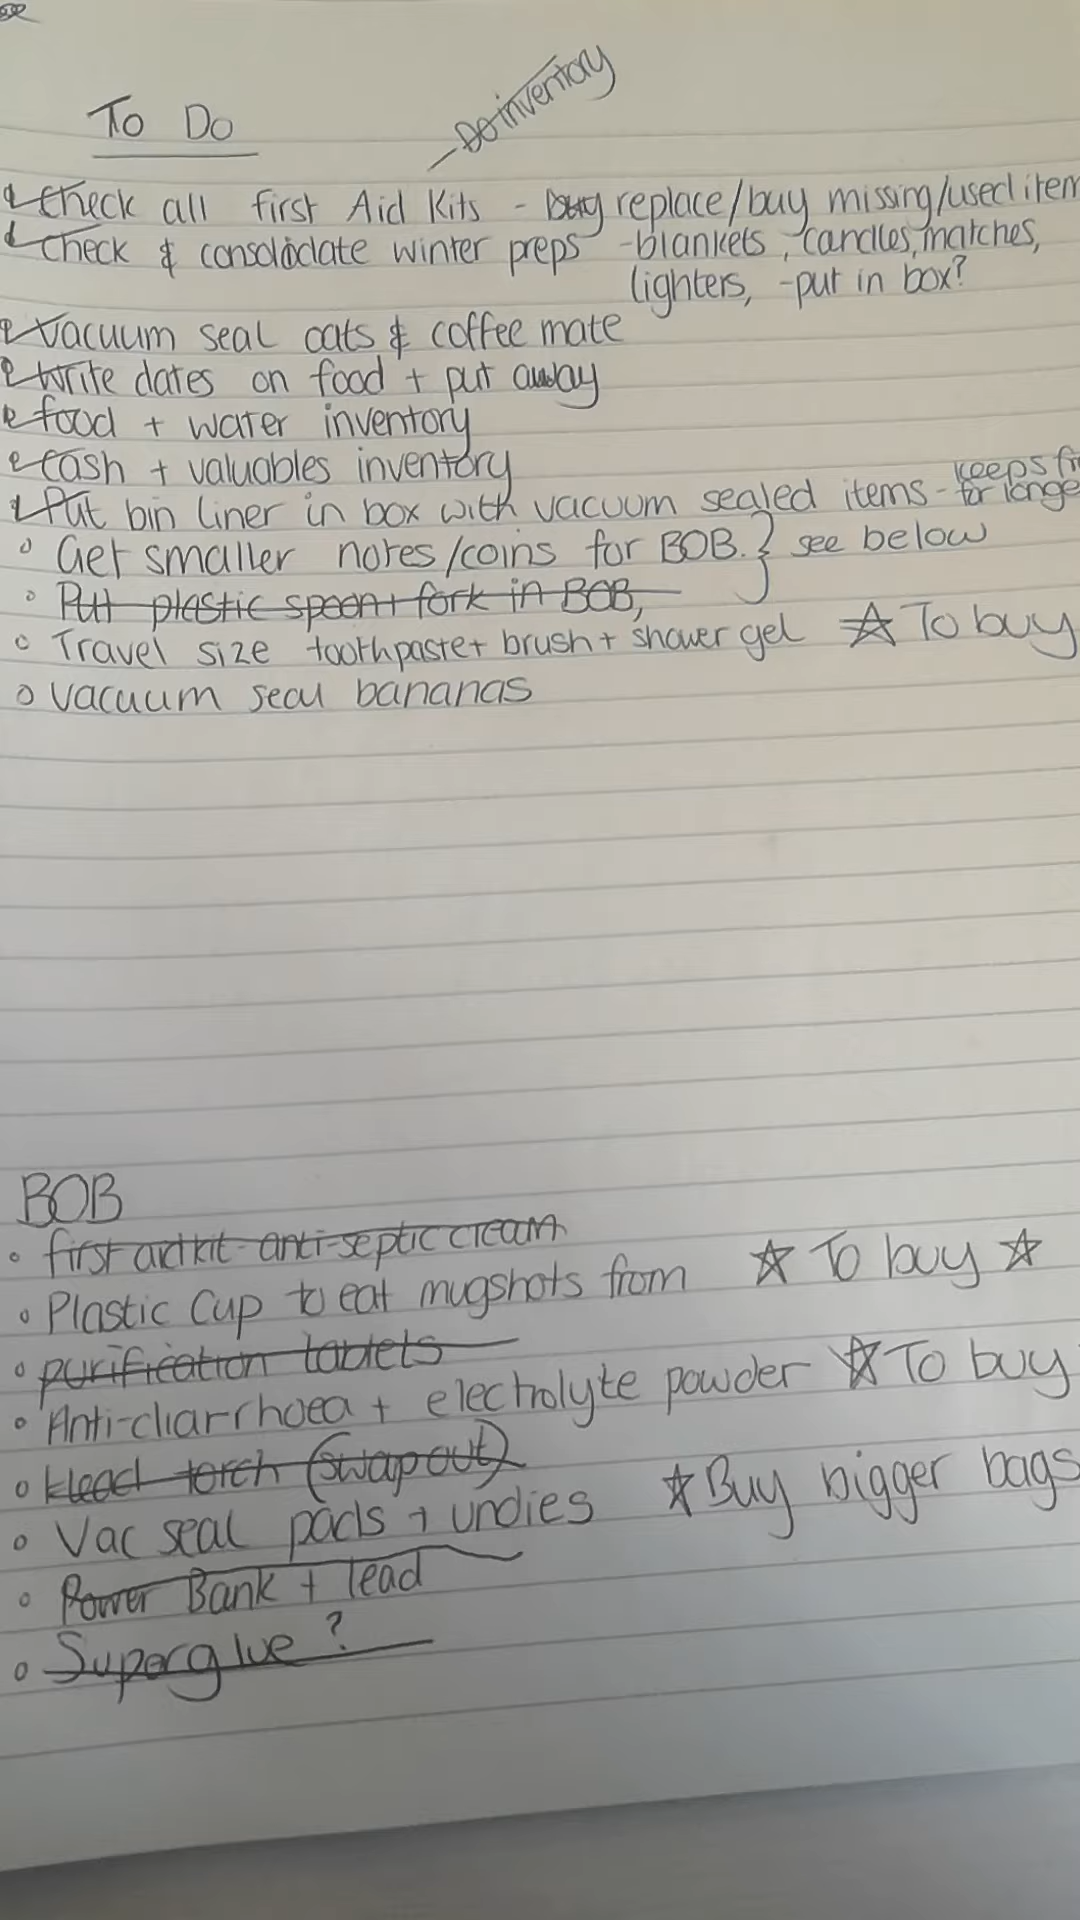 - Do inventory
To Do
Check all first Aid Kits - buy replace/buy missing/used item
Check & consolidate winter preps - blankets, candles, matches,
lighters, - put in box?
Vacuum seal oats & coffee mate
Write dates on food + put away
food + water inventory
Cash + valuables inventory
keeps
Put bin liner in box with vacuum sealed items - for longe
Get smaller notes/coins for BOB. } see below
Put plastic spoon + fork in BOB,
Travel size toothpaste + brush + shower gel ☆ To buy
Vacuum seal bananas
BOB
first aid kit - anti-septic cream
Plastic Cup to eat mugshots from ☆ To buy ☆
purification tablets
Anti-diarrhoea + electrolyte powder ☆ To buy
Head torch (swap out)
Vac seal pads + undies ☆ Buy bigger bags
Power Bank + lead
Superglue?